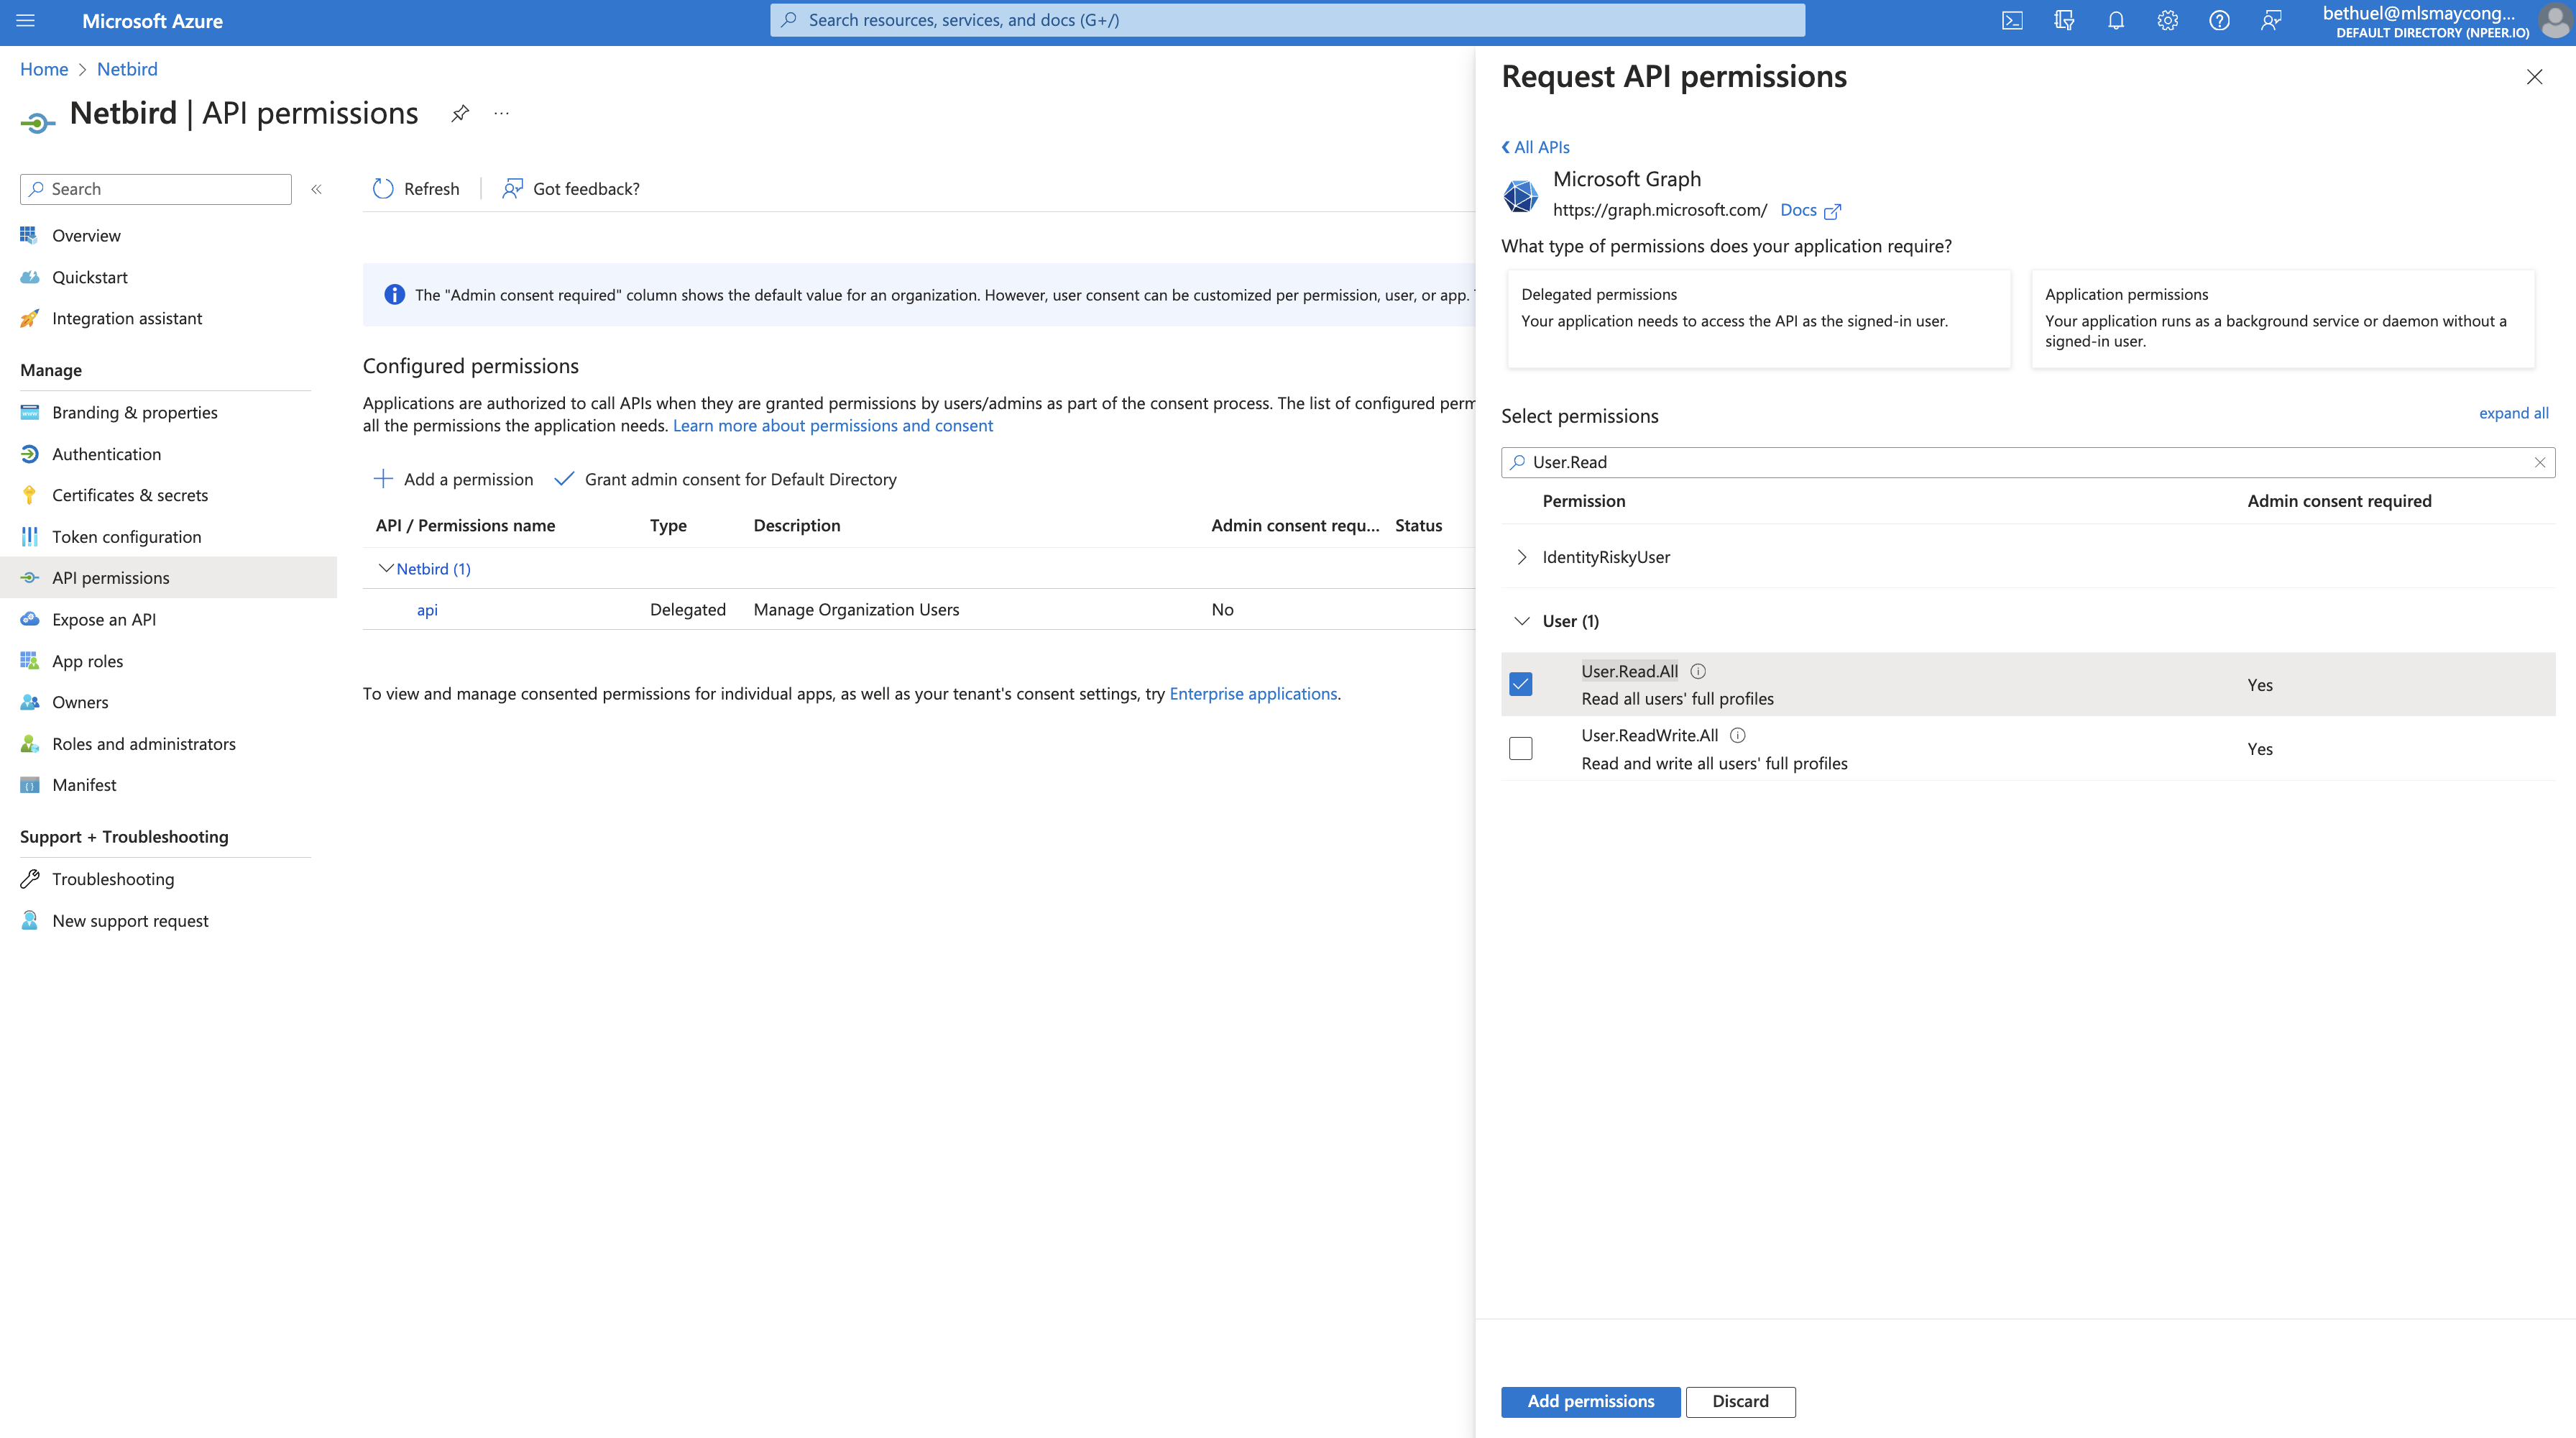 Microsoft Azure
Search resources, services, and docs (G+/)
bethuel@mlsmaycong...
DEFAULT DIRECTORY (NPEER.IO)
Home > Netbird
Netbird | API permissions
Search
Overview
Quickstart
Integration assistant
Manage
Branding & properties
Authentication
Certificates & secrets
Token configuration
API permissions
Expose an API
App roles
Owners
Roles and administrators
Manifest
Support + Troubleshooting
Troubleshooting
New support request
Refresh
Got feedback?
The "Admin consent required" column shows the default value for an organization. However, user consent can be customized per permission, user, or app.
Configured permissions
Applications are authorized to call APIs when they are granted permissions by users/admins as part of the consent process. The list of configured perm
all the permissions the application needs. Learn more about permissions and consent
Add a permission
Grant admin consent for Default Directory
API / Permissions name Type Description Admin consent requ... Status
Netbird (1)
api Delegated Manage Organization Users No
To view and manage consented permissions for individual apps, as well as your tenant's consent settings, try Enterprise applications.
Request API permissions
All APIs
Microsoft Graph
https://graph.microsoft.com/ Docs
What type of permissions does your application require?
Delegated permissions
Your application needs to access the API as the signed-in user.
Application permissions
Your application runs as a background service or daemon without a
signed-in user.
Select permissions
expand all
User.Read
Permission Admin consent required
IdentityRiskyUser
User (1)
User.Read.All
Read all users' full profiles
Yes
User.ReadWrite.All
Read and write all users' full profiles
Yes
Add permissions
Discard